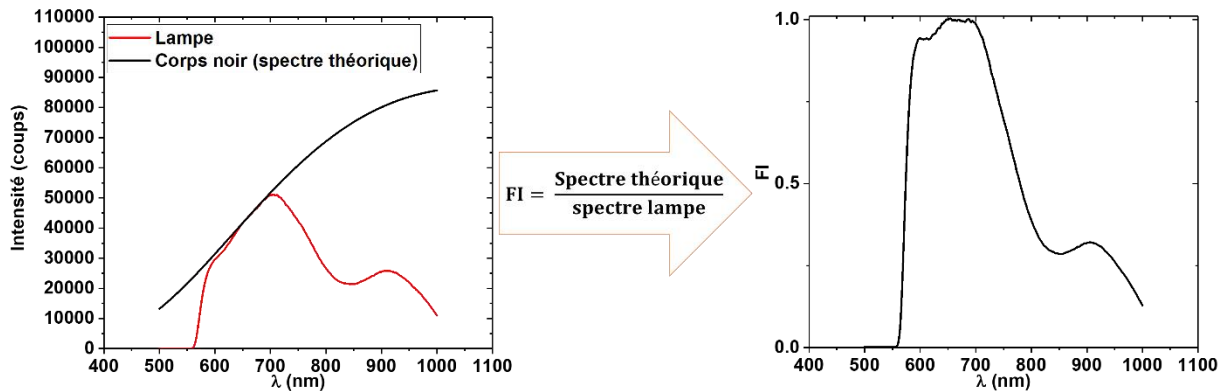 110000
100000
90000
80000
70000
60000
50000
40000
30000
20000
10000
0
Intensité (coups)
Lampe
Corps noir (spectre théorique)
400 500 600 700 800 900 1000 1100
λ (nm)
FI = Spectre théorique
spectre lampe
1.0
0.5
0.0
FI
400 500 600 700 800 900 1000 1100
λ (nm)